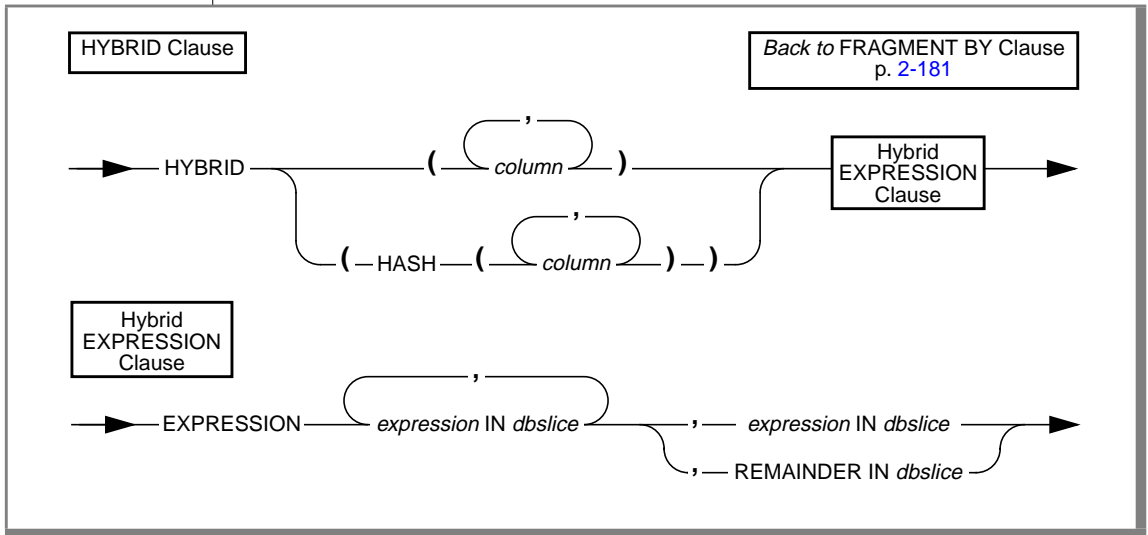 HYBRID Clause
Back to FRAGMENT BY Clause
p. 2-181
,
HYBRID ( column ) Hybrid
EXPRESSION
Clause
,
( HASH ( column ) )
Hybrid
EXPRESSION
Clause
,
EXPRESSION expression IN dbslice , expression IN dbslice
, REMAINDER IN dbslice